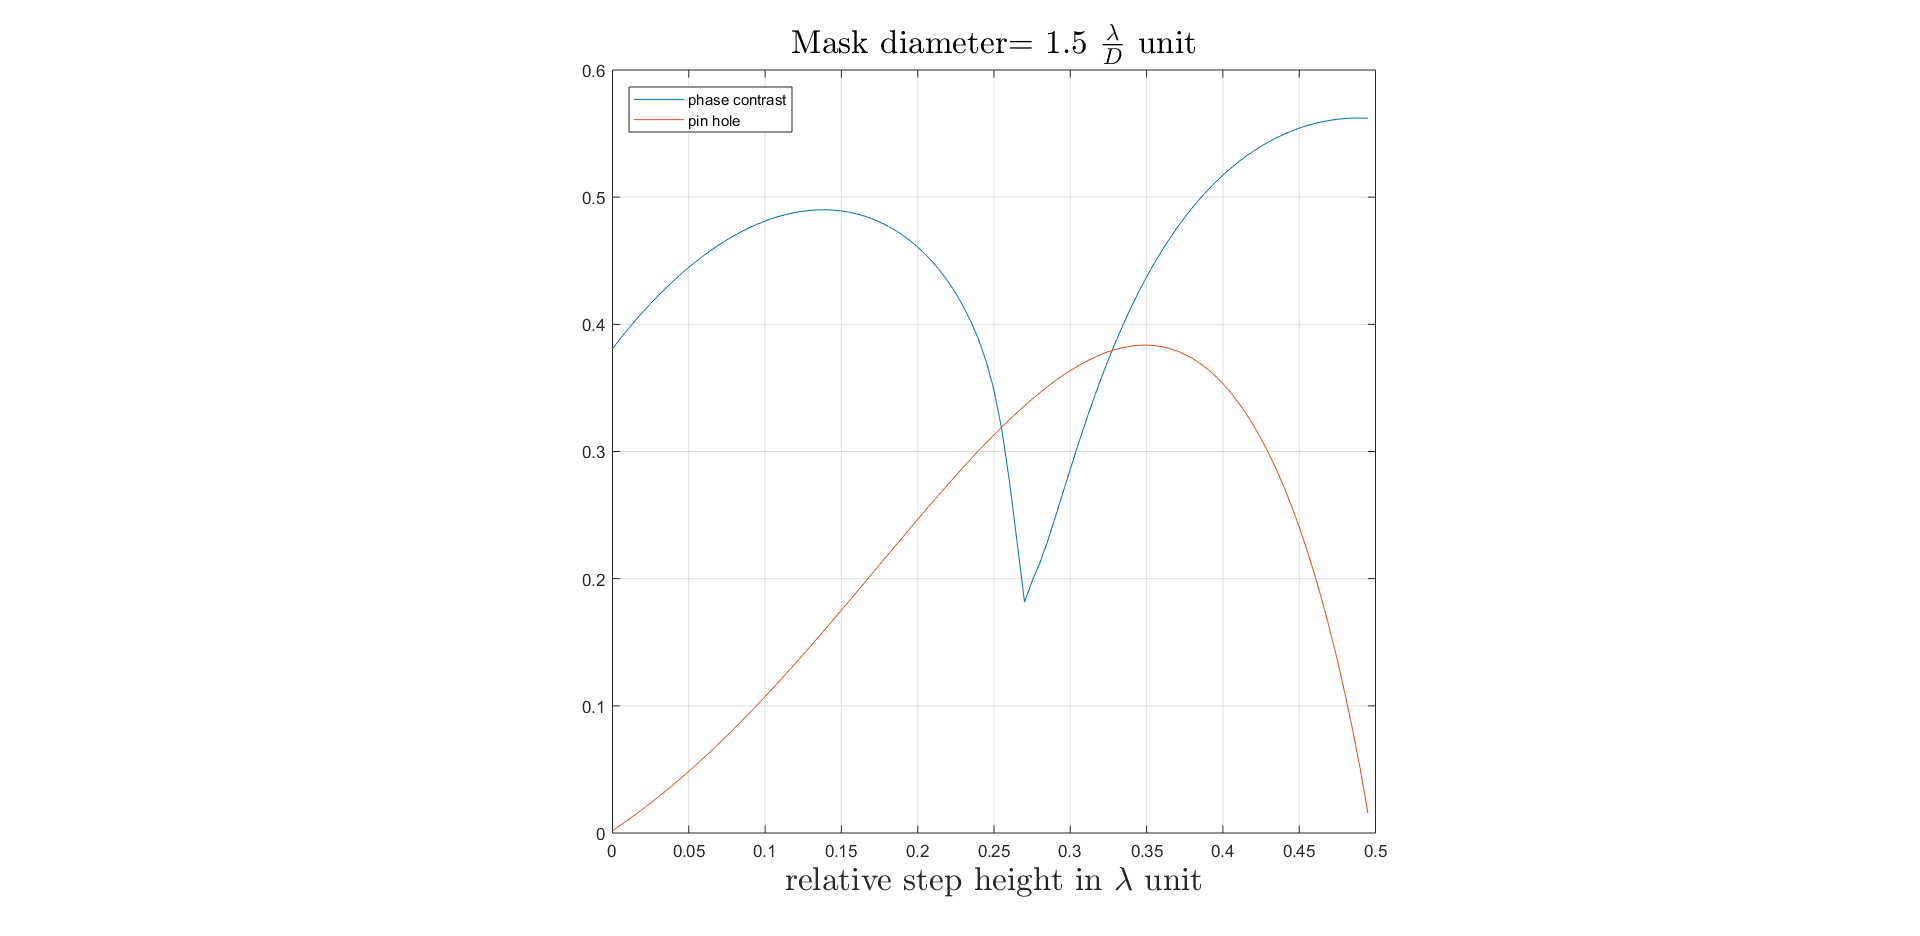 Mask diameter= 1.5 λ/D unit
0.6
phase contrast
pin hole
0.5
0.4
0.3
0.2
0.1
0
0 0.05 0.1 0.15 0.2 0.25 0.3 0.35 0.4 0.45 0.5
relative step height in λ unit